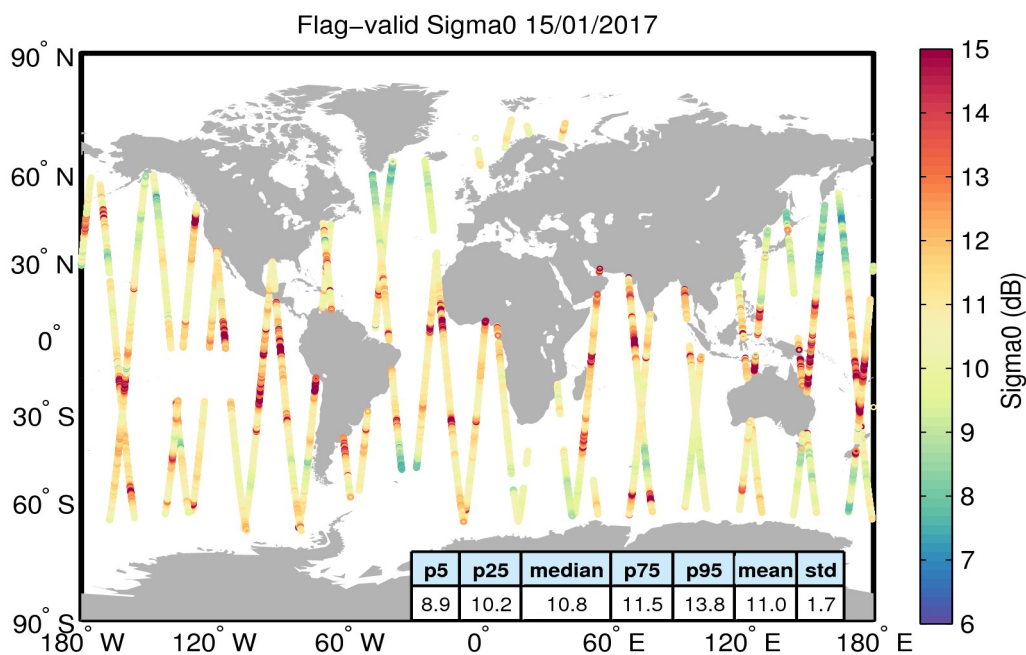 Flag−valid Sigma0 15/01/2017
90° N
60° N
30° N
0°
30° S
60° S
90° S
180° W
120° W
60° W
0°
60° E
120° E
180° E
15
14
13
12
11
10
9
8
7
6
Sigma0 (dB)
p5 p25 median p75 p95 mean std
8.9 10.2 10.8 11.5 13.8 11.0 1.7